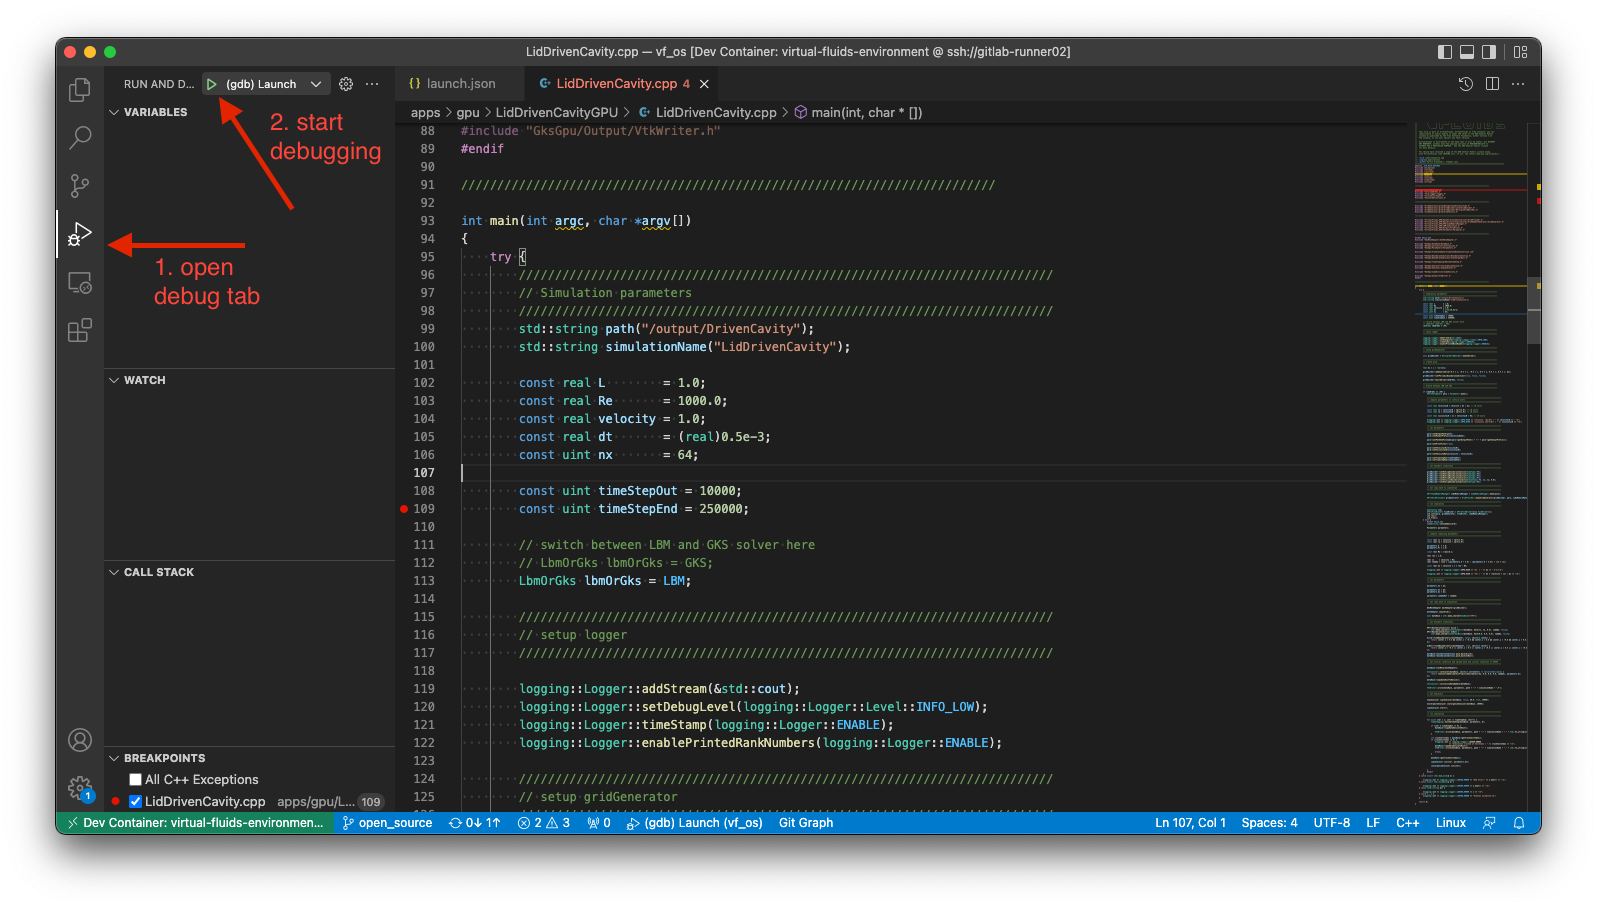 LidDrivenCavity.cpp — vf_os [Dev Container: virtual-fluids-environment @ ssh://gitlab-runner02]
RUN AND D... (gdb) Launch
{} launch.json
LidDrivenCavity.cpp 4
apps > gpu > LidDrivenCavityGPU > LidDrivenCavity.cpp > main(int, char * [])
VARIABLES
2. start
debugging
1. open
debug tab
WATCH
CALL STACK
BREAKPOINTS
All C++ Exceptions
LidDrivenCavity.cpp apps/gpu/L... 109
1
88 #include "GksGpu/Output/VtkWriter.h"
89 #endif
90
91 //////////////////////////////////////////////////////////////////////////
92
93 int main(int argc, char *argv[])
94 {
95 try {
96 //////////////////////////////////////////////////////////////////////////
97 // Simulation parameters
98 //////////////////////////////////////////////////////////////////////////
99 std::string path("/output/DrivenCavity");
100 std::string simulationName("LidDrivenCavity");
101
102 const real L = 1.0;
103 const real Re = 1000.0;
104 const real velocity = 1.0;
105 const real dt = (real)0.5e-3;
106 const uint nx = 64;
107
108 const uint timeStepOut = 10000;
109 const uint timeStepEnd = 250000;
110
111 // switch between LBM and GKS solver here
112 // LbmOrGks lbmOrGks = GKS;
113 LbmOrGks lbmOrGks = LBM;
114
115 //////////////////////////////////////////////////////////////////////////
116 // setup logger
117 //////////////////////////////////////////////////////////////////////////
118
119 logging::Logger::addStream(&std::cout);
120 logging::Logger::setDebugLevel(logging::Logger::Level::INFO_LOW);
121 logging::Logger::timeStamp(logging::Logger::ENABLE);
122 logging::Logger::enablePrintedRankNumbers(logging::Logger::ENABLE);
123
124 //////////////////////////////////////////////////////////////////////////
125 // setup gridGenerator
Dev Container: virtual-fluids-environmen... open_source 0↓ 1↑ 2 3 0 (gdb) Launch (vf_os) Git Graph Ln 107, Col 1 Spaces: 4 UTF-8 LF C++ Linux